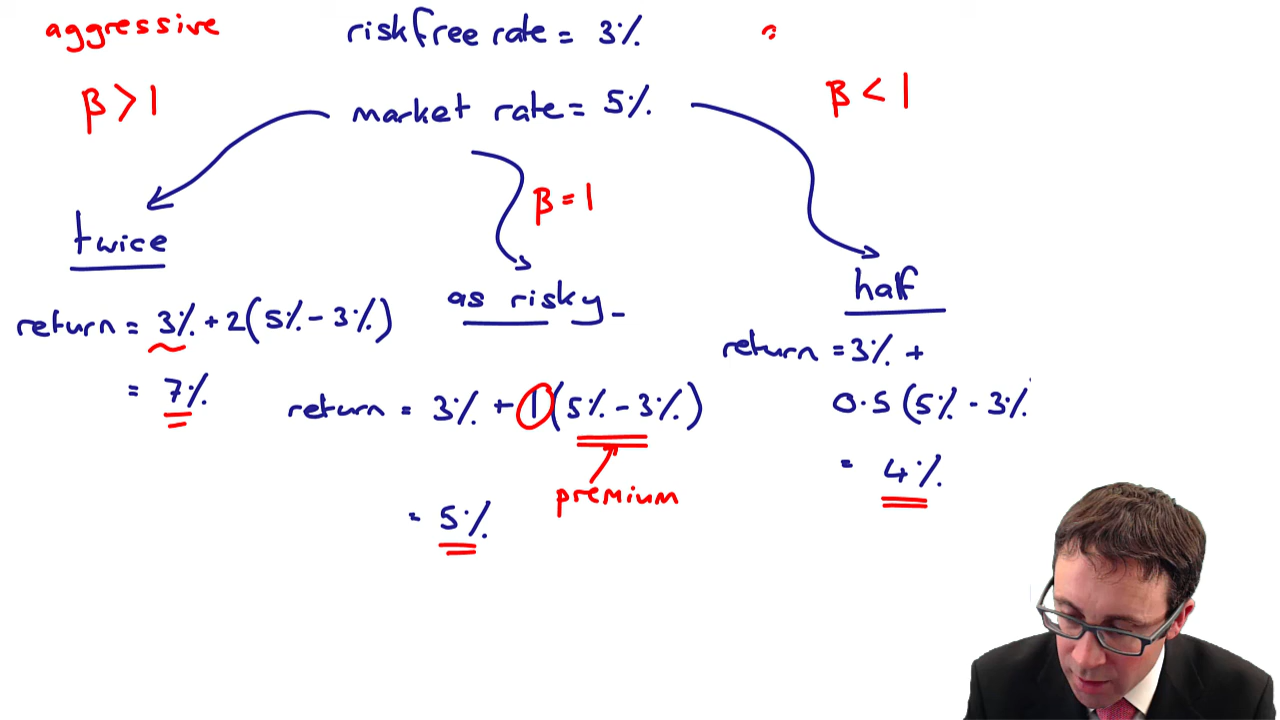 aggressive
riskfree rate = 3%
β > 1
market rate = 5%
β < 1
β = 1
twice
as risky
half
return = 3% + 2(5% - 3%)
= 7%
return = 3% + 1(5% - 3%)
premium
= 5%
return = 3% +
0.5 (5% - 3%
= 4%